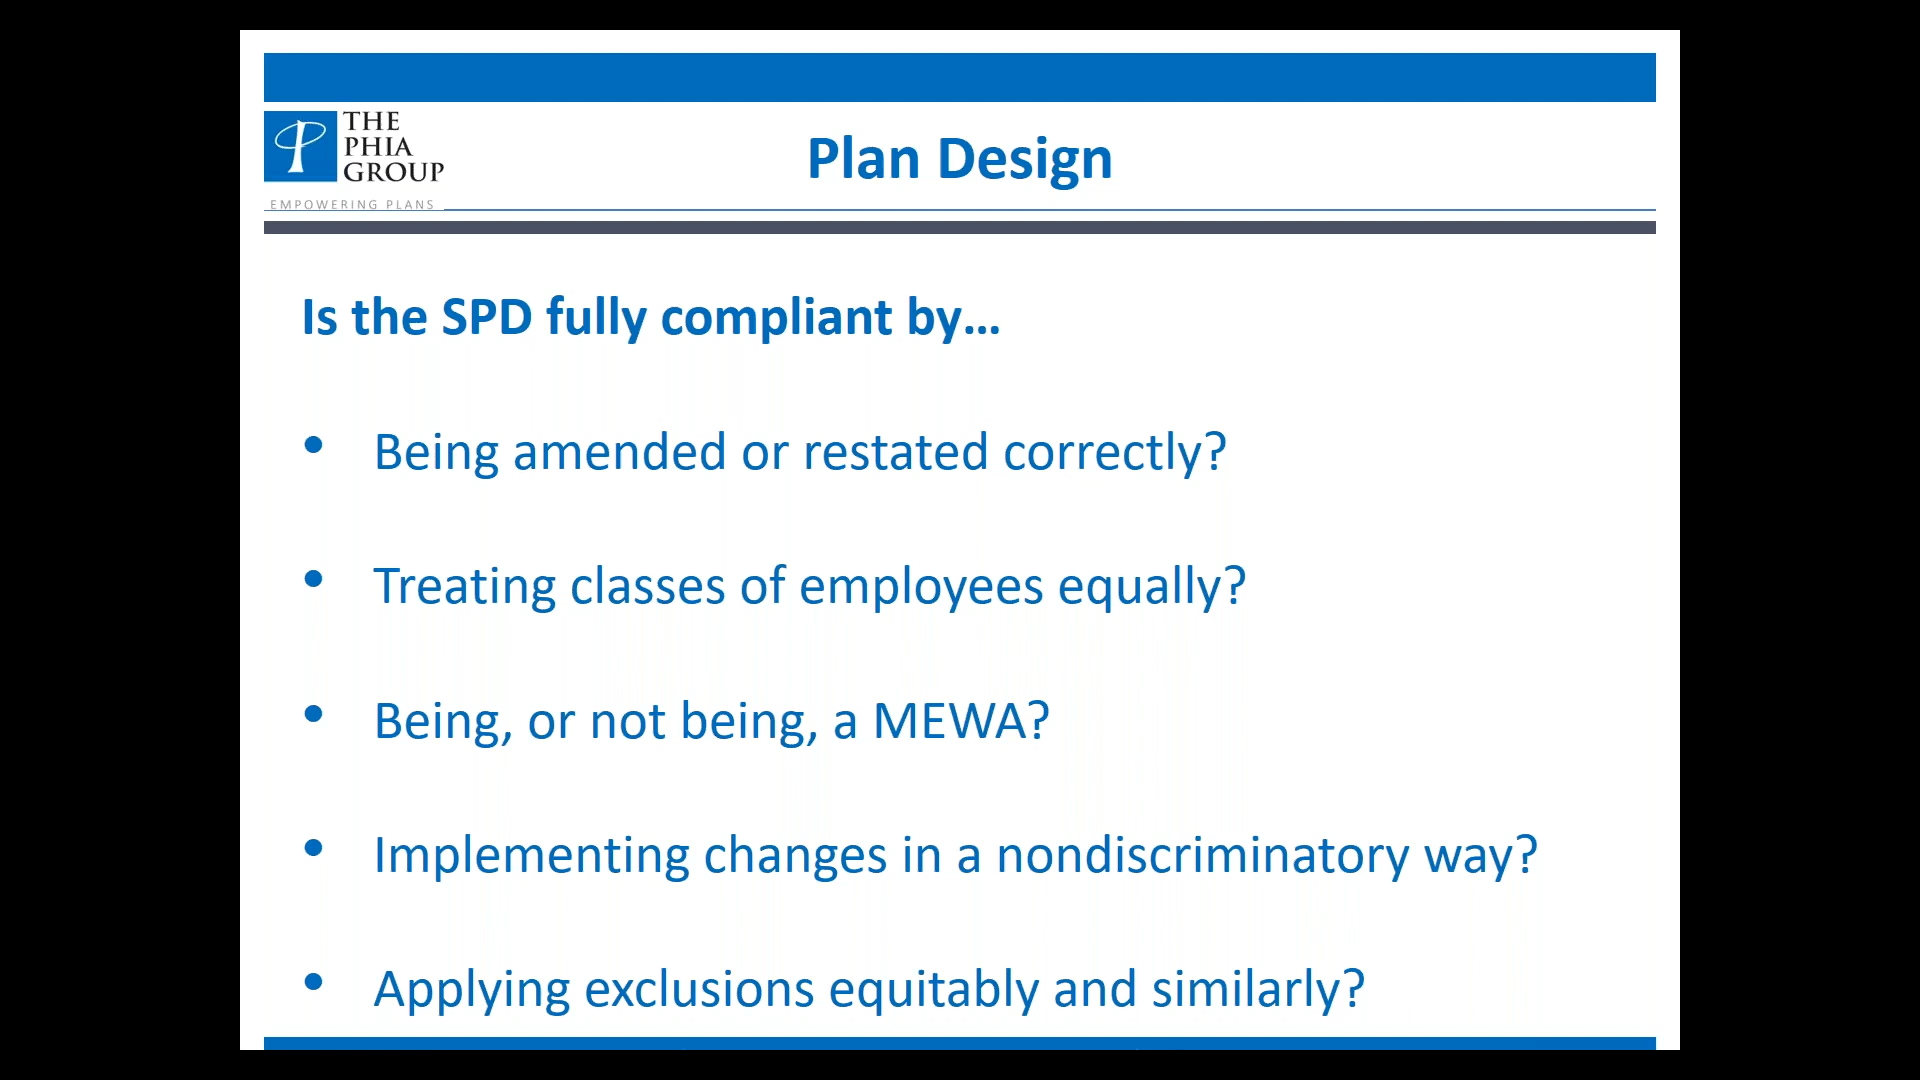 THE
PHIA
GROUP
EMPOWERING PLANS
Plan Design
Is the SPD fully compliant by...
• Being amended or restated correctly?
• Treating classes of employees equally?
• Being, or not being, a MEWA?
• Implementing changes in a nondiscriminatory way?
• Applying exclusions equitably and similarly?